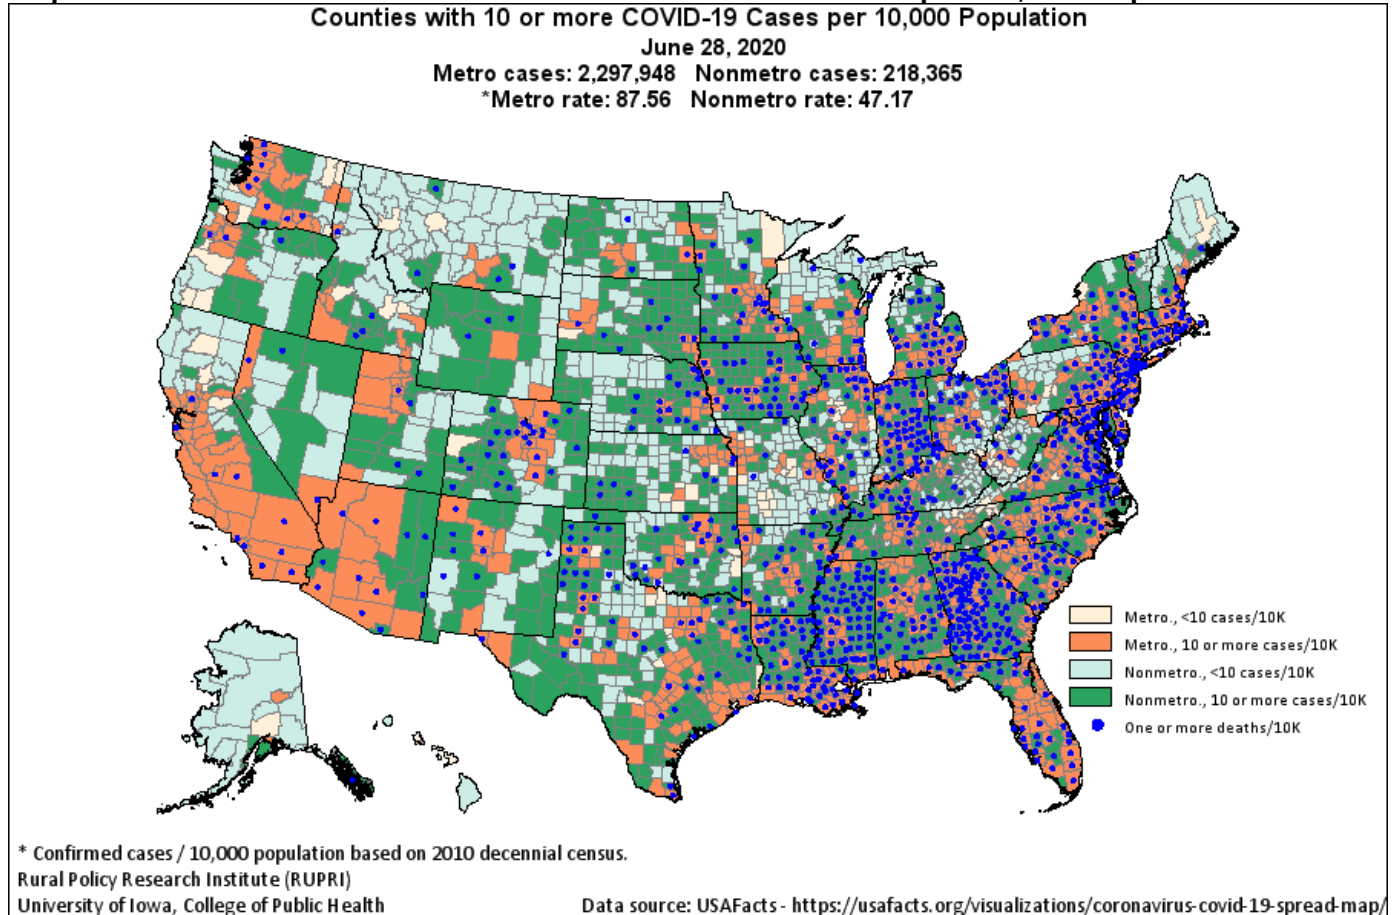 Counties with 10 or more COVID-19 Cases per 10,000 Population
June 28, 2020
Metro cases: 2,297,948 Nonmetro cases: 218,365
*Metro rate: 87.56 Nonmetro rate: 47.17
Metro., <10 cases/10K
Metro., 10 or more cases/10K
Nonmetro., <10 cases/10K
Nonmetro., 10 or more cases/10K
One or more deaths/10K
* Confirmed cases / 10,000 population based on 2010 decennial census.
Rural Policy Research Institute (RUPRI)
University of Iowa, College of Public Health
Data source: USAFacts - https://usafacts.org/visualizations/coronavirus-covid-19-spread-map/